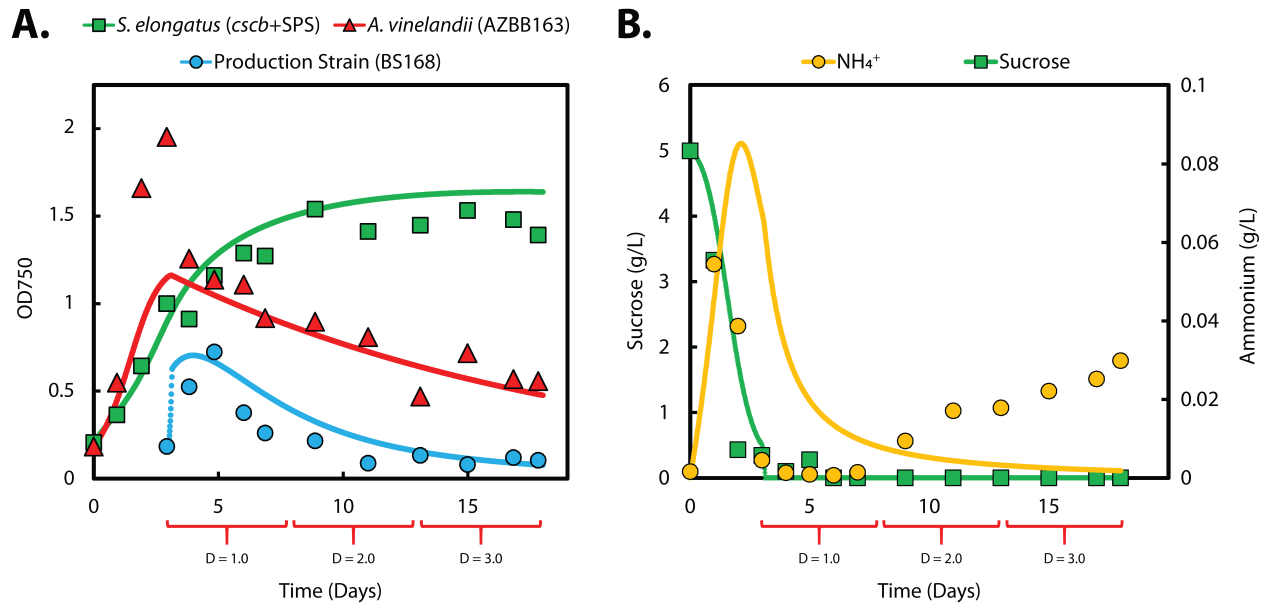 A.
S. elongatus (cscb+SPS)
A. vinelandii (AZBB163)
Production Strain (BS168)
OD750
2
1.5
1
0.5
0
0
5
10
15
D = 1.0
D = 2.0
D = 3.0
Time (Days)
B.
NH₄⁺
Sucrose
Sucrose (g/L)
6
5
4
3
2
1
0
0.1
0.08
0.06
0.04
0.02
0
Ammonium (g/L)
0
5
10
15
D = 1.0
D = 2.0
D = 3.0
Time (Days)